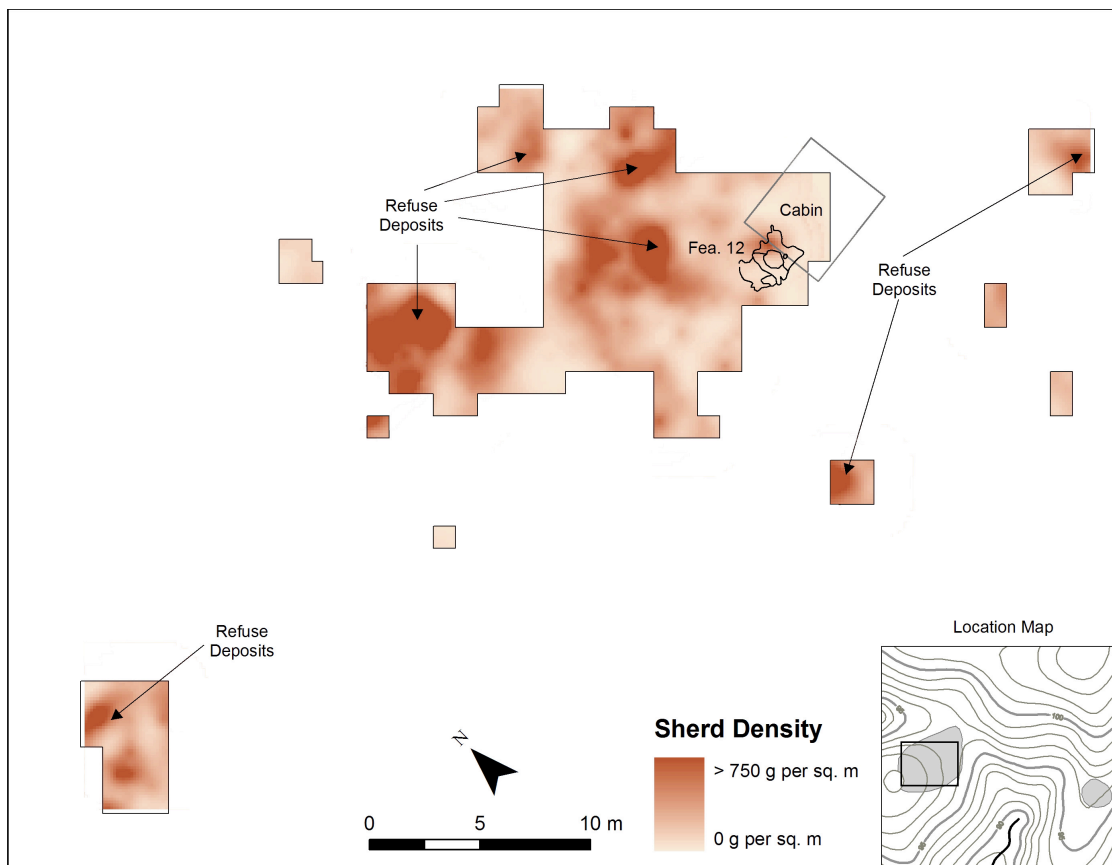 Refuse
Deposits
Cabin
Fea. 12
Refuse
Deposits
Refuse
Deposits
Location Map
100
N
Sherd Density
> 750 g per sq. m
0 g per sq. m
0
5
10 m